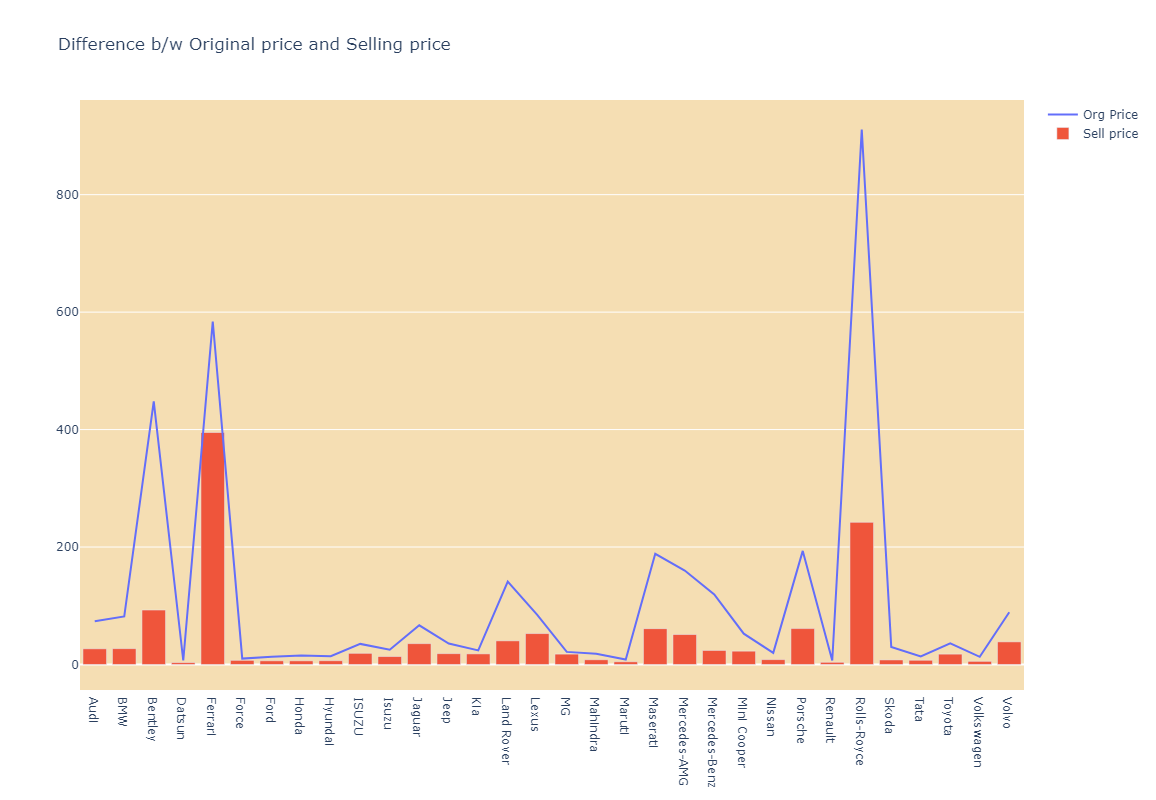 Difference b/w Original price and Selling price
Org Price
Sell price
800
600
400
200
0
Audi
BMW
Bentley
Datsun
Ferrari
Force
Ford
Honda
Hyundai
ISUZU
Isuzu
Jaguar
Jeep
Kia
Land Rover
Lexus
MG
Mahindra
Maruti
Maserati
Mercedes-AMG
Mercedes-Benz
Mini Cooper
Nissan
Porsche
Renault
Rolls-Royce
Skoda
Tata
Toyota
Volkswagen
Volvo